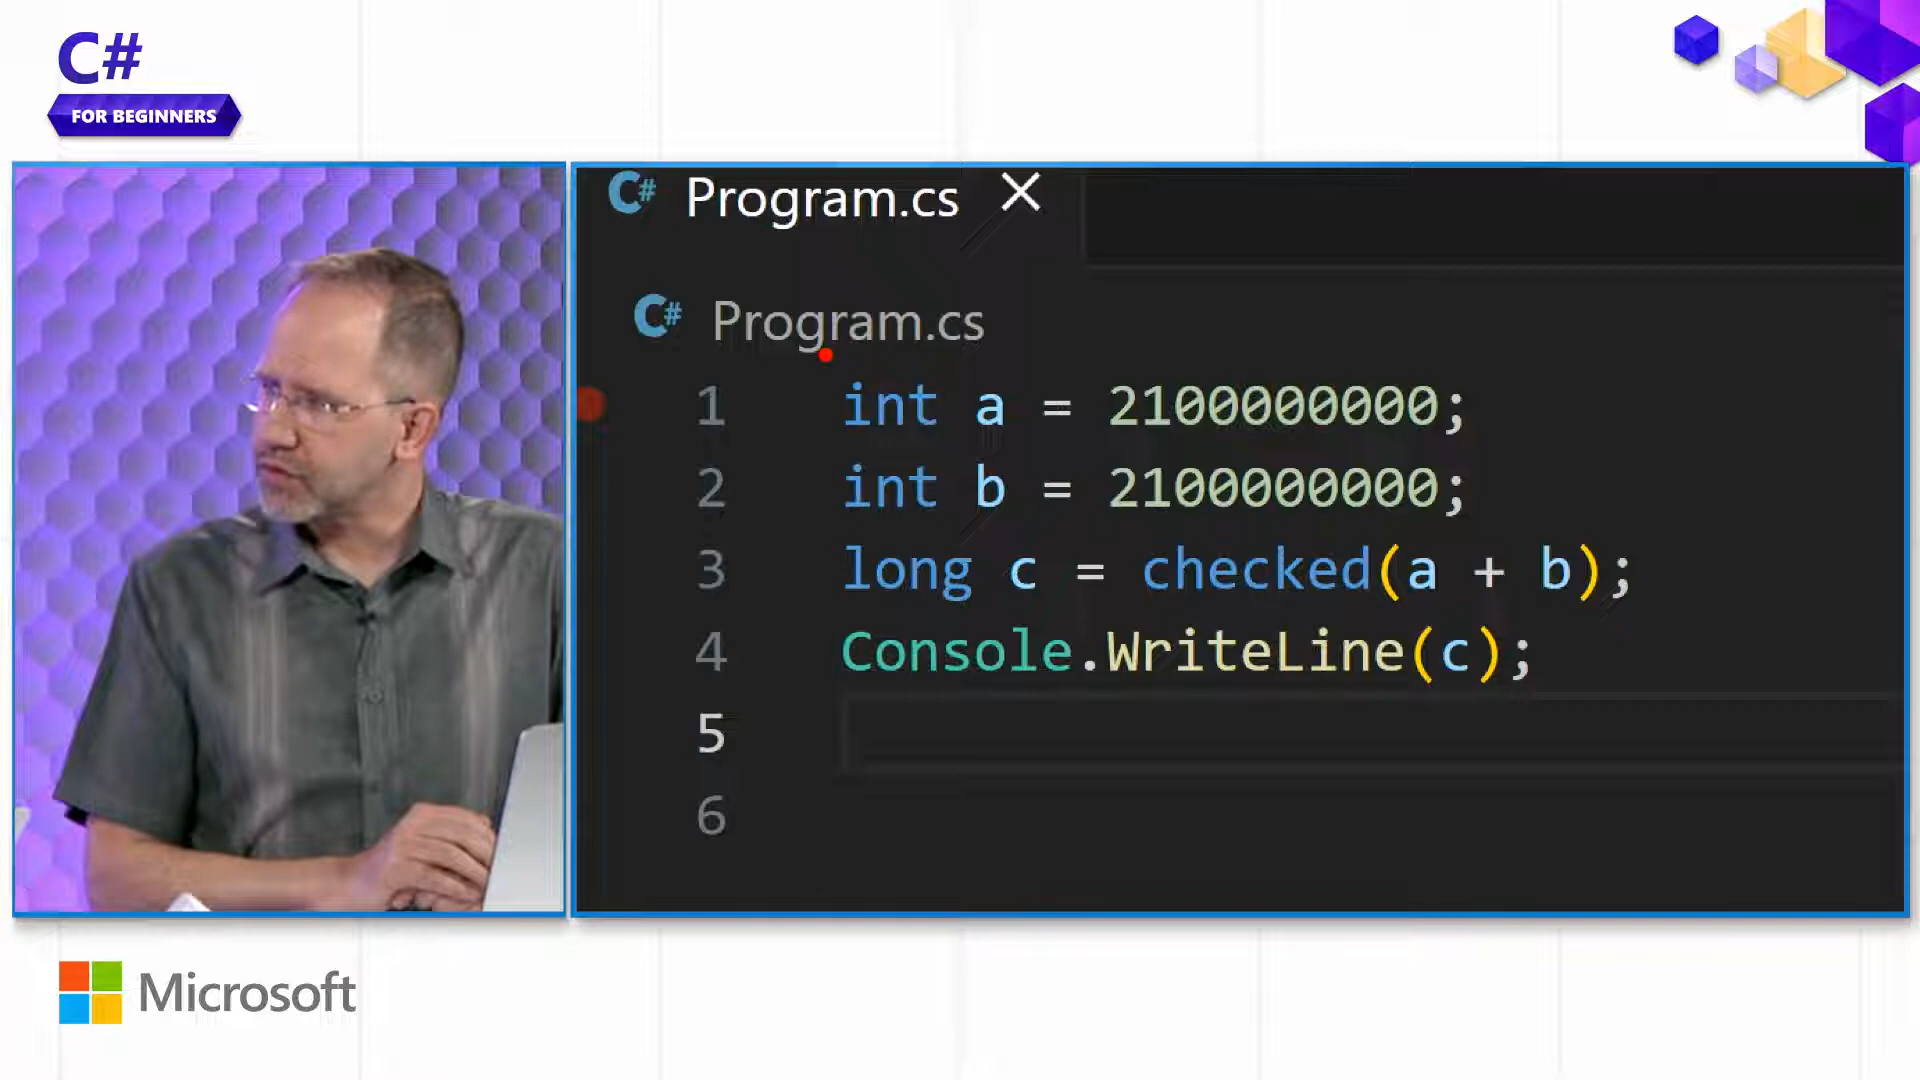 C#
FOR BEGINNERS
C# Program.cs
C# Program.cs
1 int a = 2100000000;
2 int b = 2100000000;
3 long c = checked(a + b);
4 Console.WriteLine(c);
5
6
Microsoft